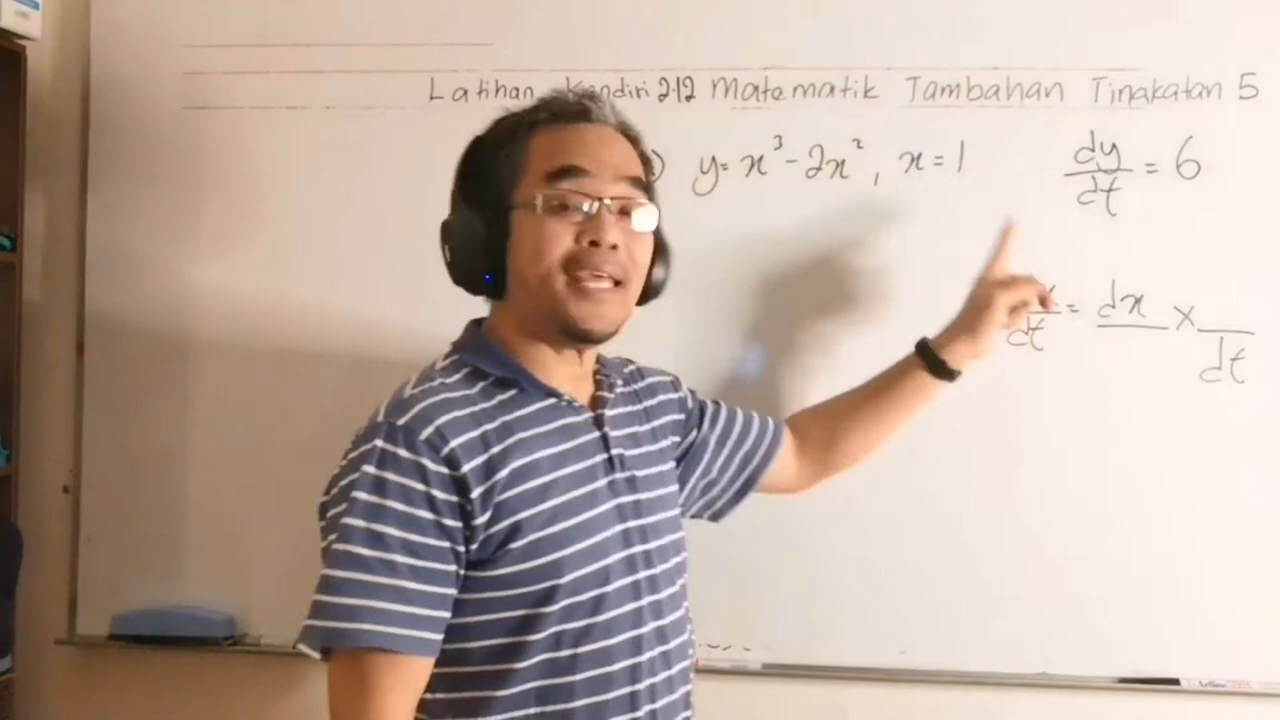 Latihan Kendiri 2.12 Matematik Tambahan Tingkatan 5
) y = x³ - 2x², x = 1 dy/dt = 6
/dt = dx/ × /dt